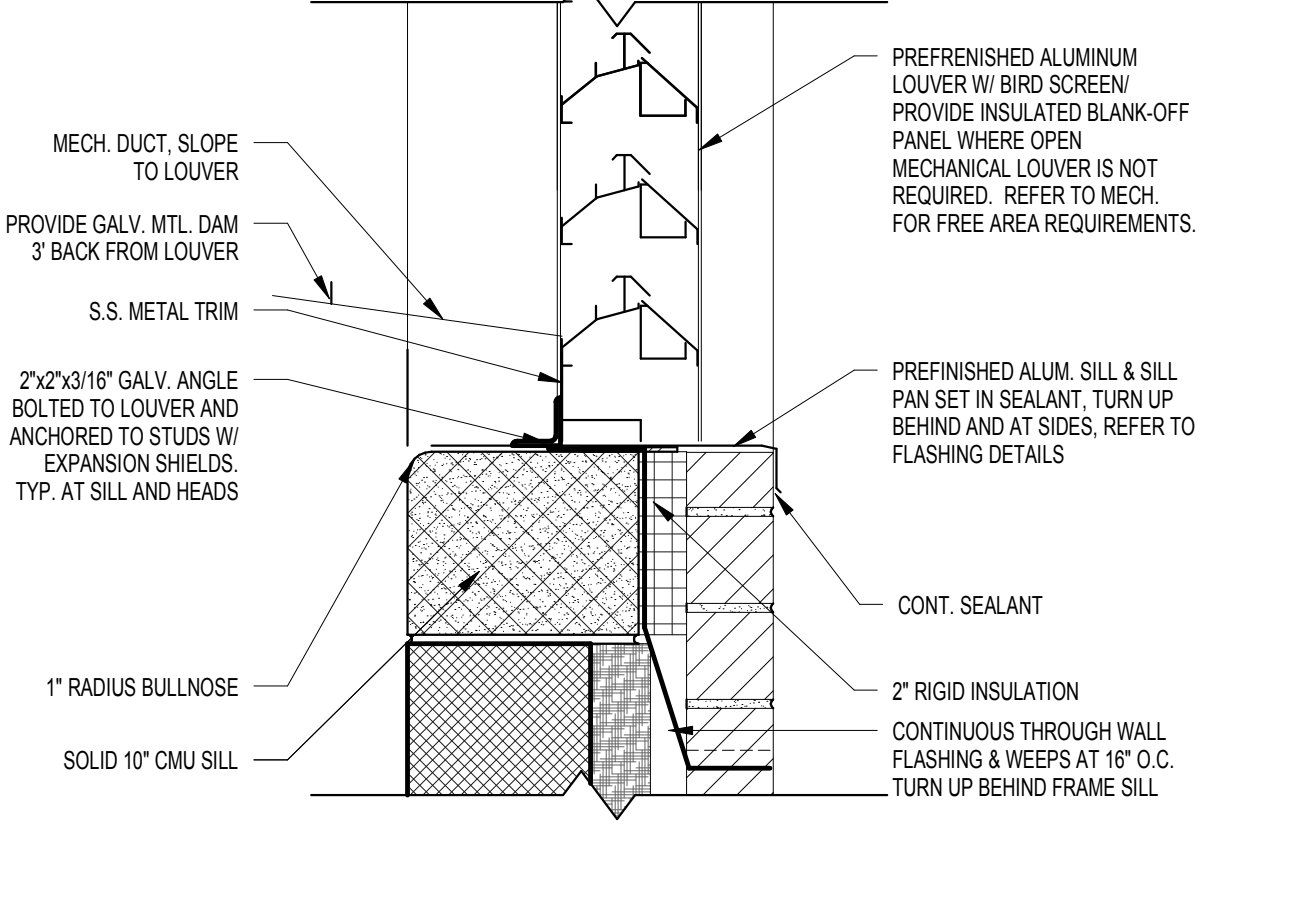 MECH. DUCT, SLOPE
TO LOUVER
PROVIDE GALV. MTL. DAM
3' BACK FROM LOUVER
S.S. METAL TRIM
2"x2"x3/16" GALV. ANGLE
BOLTED TO LOUVER AND
ANCHORED TO STUDS W/
EXPANSION SHIELDS.
TYP. AT SILL AND HEADS
1" RADIUS BULLNOSE
SOLID 10" CMU SILL
PREFRENISHED ALUMINUM
LOUVER W/ BIRD SCREEN/
PROVIDE INSULATED BLANK-OFF
PANEL WHERE OPEN
MECHANICAL LOUVER IS NOT
REQUIRED. REFER TO MECH.
FOR FREE AREA REQUIREMENTS.
PREFINISHED ALUM. SILL & SILL
PAN SET IN SEALANT, TURN UP
BEHIND AND AT SIDES, REFER TO
FLASHING DETAILS
CONT. SEALANT
2" RIGID INSULATION
CONTINUOUS THROUGH WALL
FLASHING & WEEPS AT 16" O.C.
TURN UP BEHIND FRAME SILL